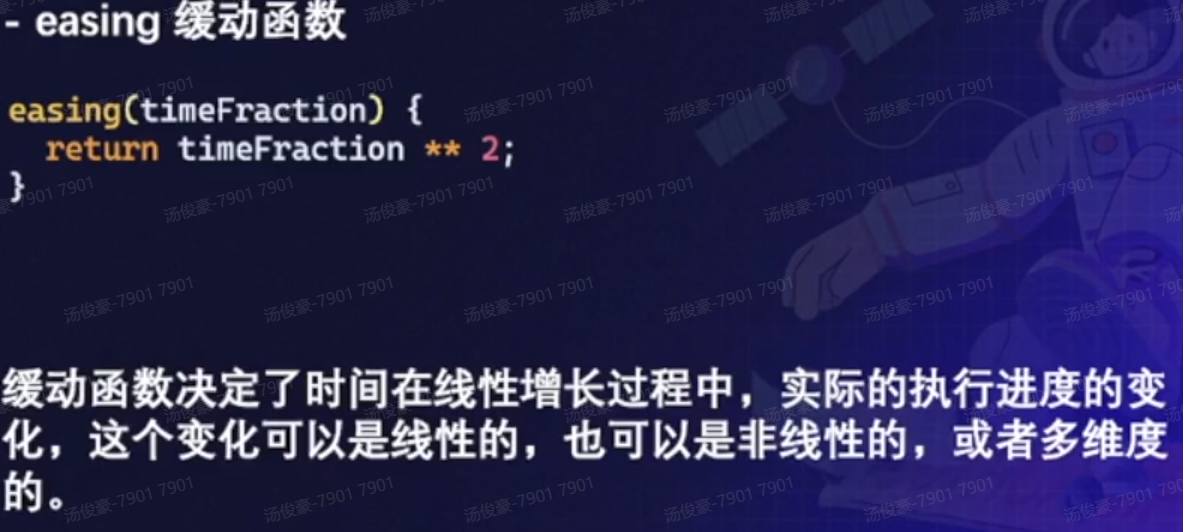 - easing 缓动函数
easing(timeFraction) {
  return timeFraction ** 2;
}
缓动函数决定了时间在线性增长过程中，实际的执行进度的变
化，这个变化可以是线性的，也可以是非线性的，或者多维度
的。
汤俊豪-7901 7901